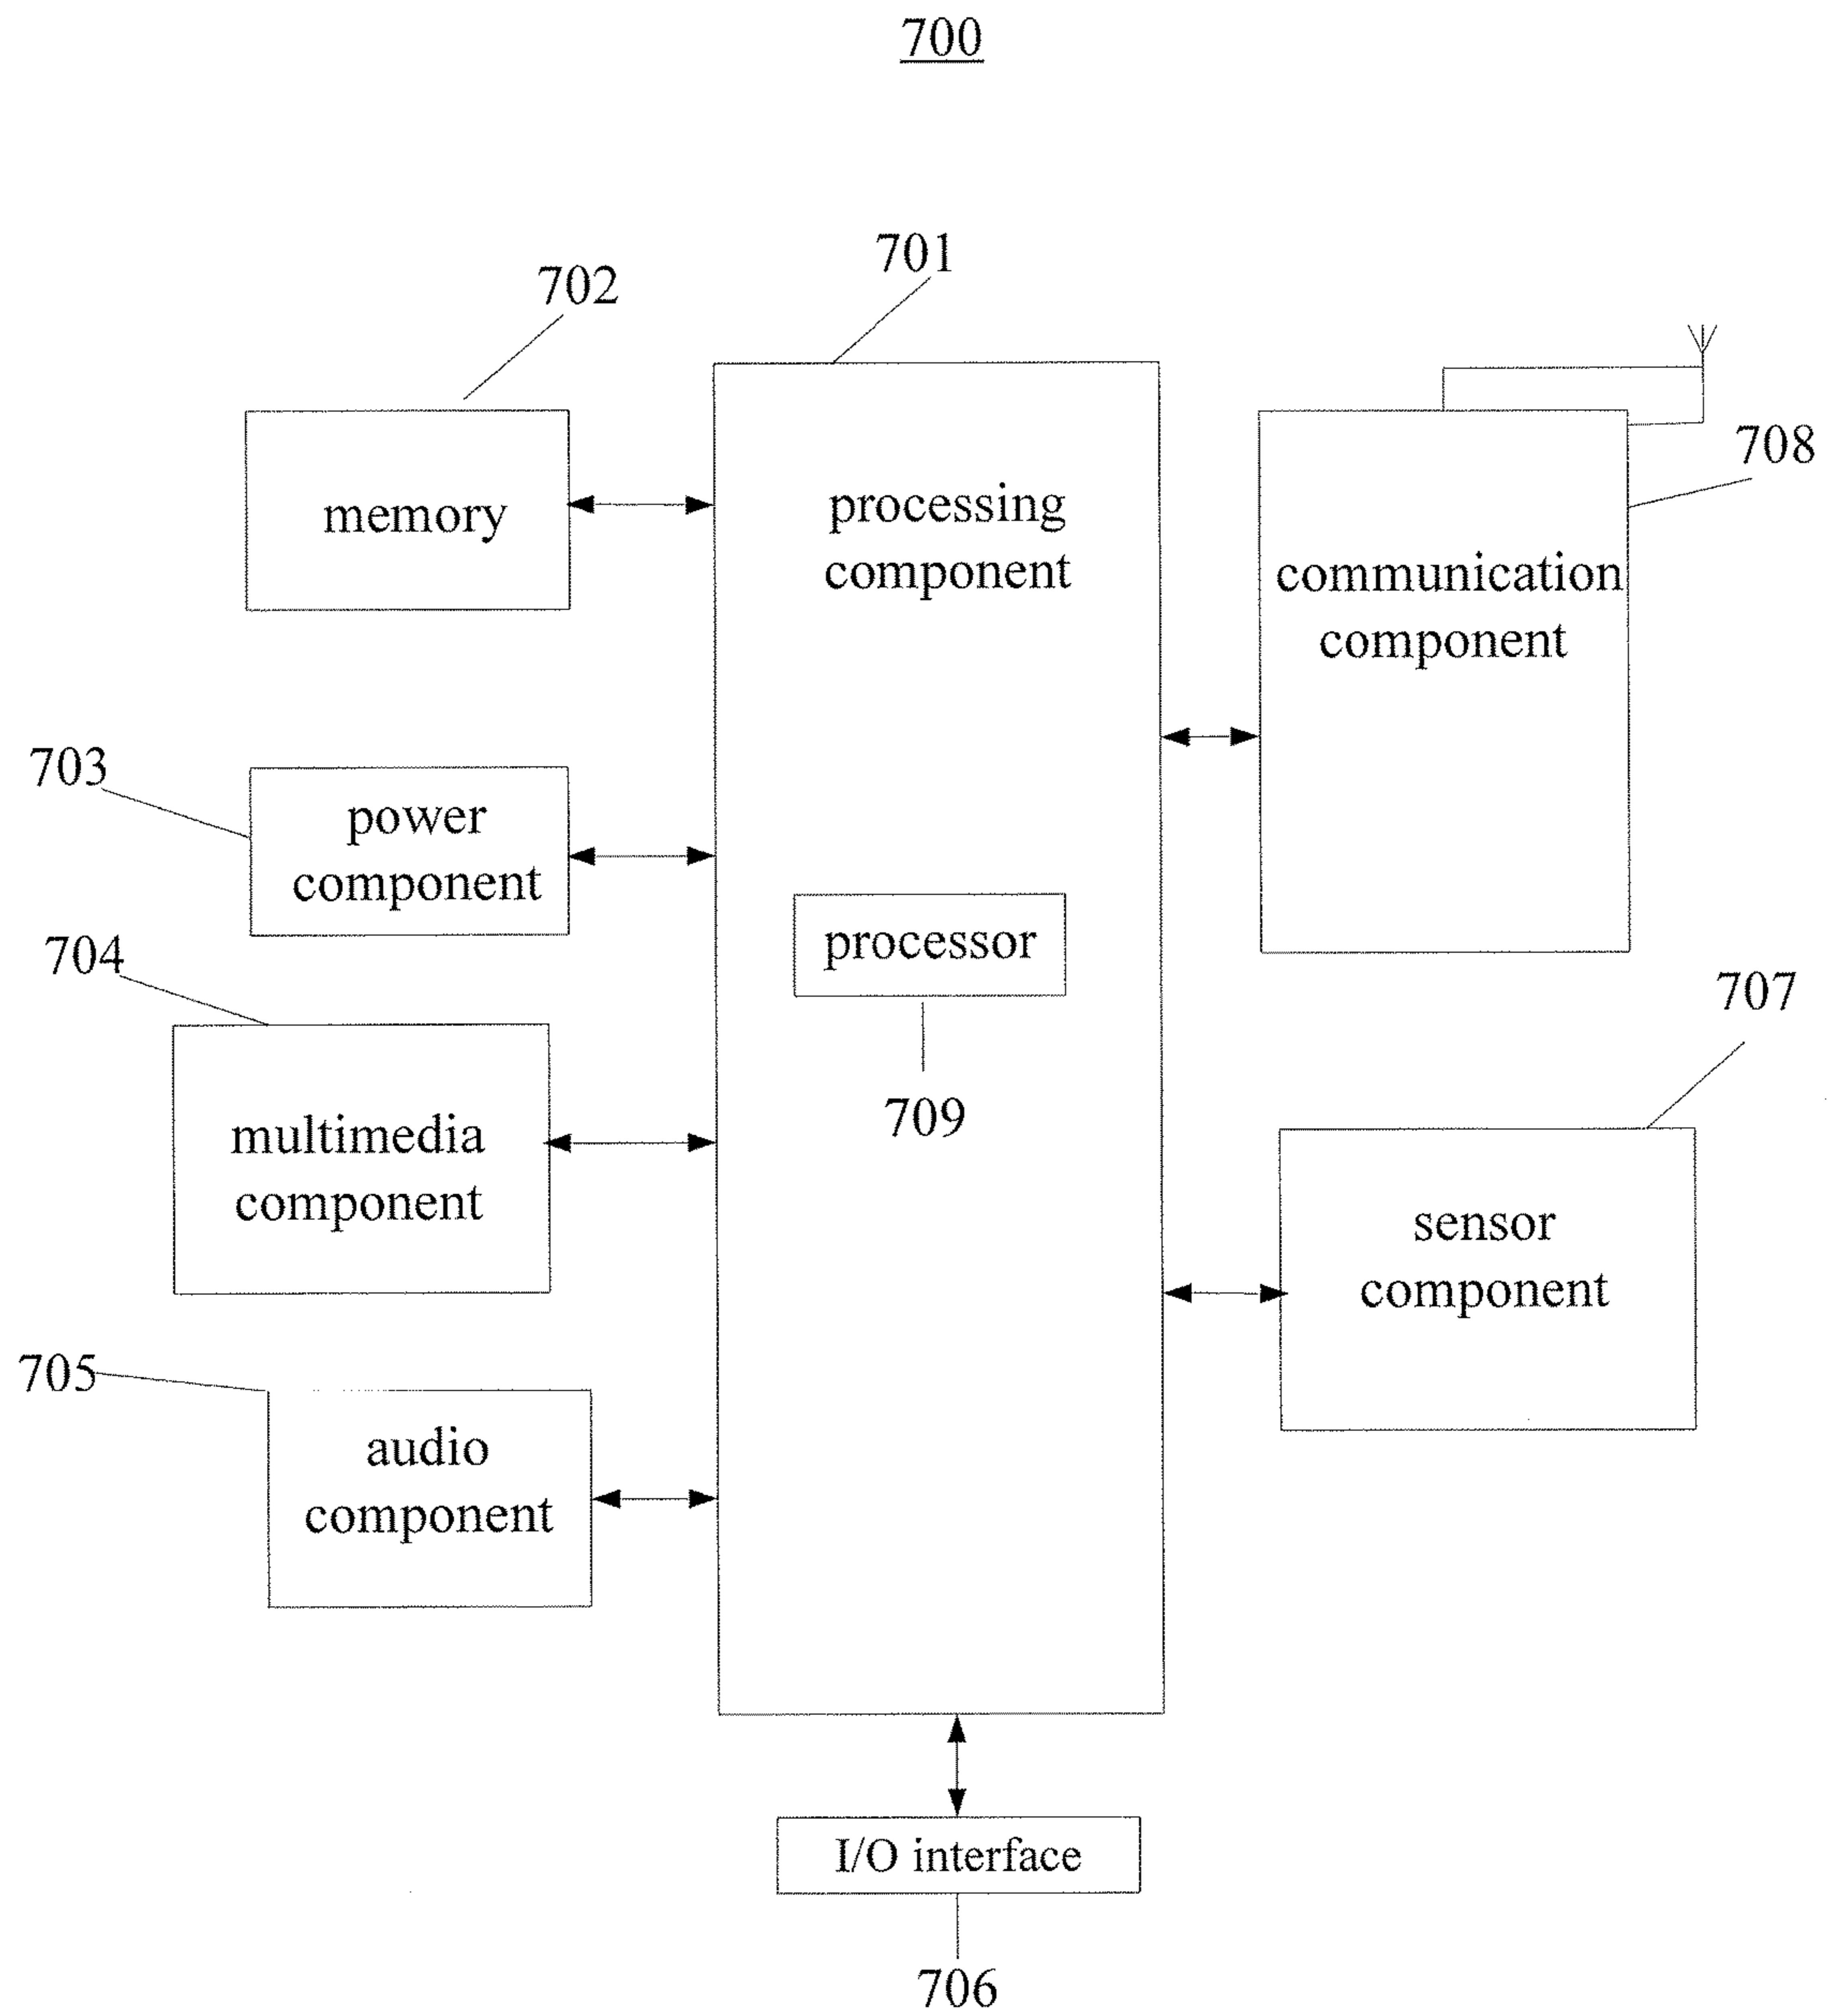 700
701
702
memory
processing
component
708
communication
component
703
power
component
processor
709
704
multimedia
component
707
sensor
component
705
audio
component
I/O interface
706